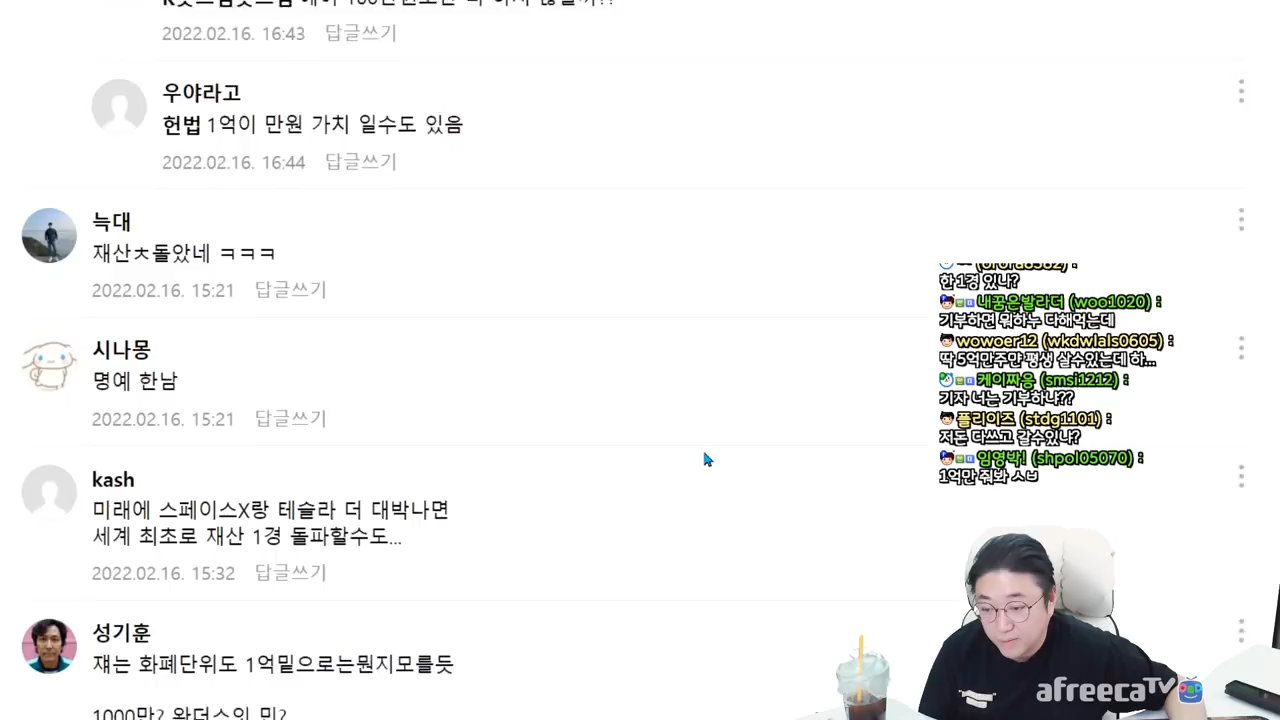 2022.02.16. 16:43 답글쓰기
우야라고
헌법 1억이 만원 가치 일수도 있음
2022.02.16. 16:44 답글쓰기
늑대
재산ㅊ돌았네 ㅋㅋㅋ
2022.02.16. 15:21 답글쓰기
시나몽
명예 한남
2022.02.16. 15:21 답글쓰기
kash
미래에 스페이스X랑 테슬라 더 대박나면
세계 최초로 재산 1경 돌파할수도...
2022.02.16. 15:32 답글쓰기
성기훈
쟤는 화폐단위도 1억밑으로는뭔지모를듯
한 1경 있나?
내꿈은발라더 (woo1020) :
기부하면 뭐하누 다해먹는데
wowoer12 (wkdwlals0605) :
딱 5억만주먄 평생 살수있는데 하...
케이짜응 (smsi1212) :
기자 너는 기부하냐??
플리이즈 (stdg1101) :
저돈 다쓰고 갈수있나?
임영박! (shpol05070) :
1억만 줘봐 ㅅㅂ
afreecaTV